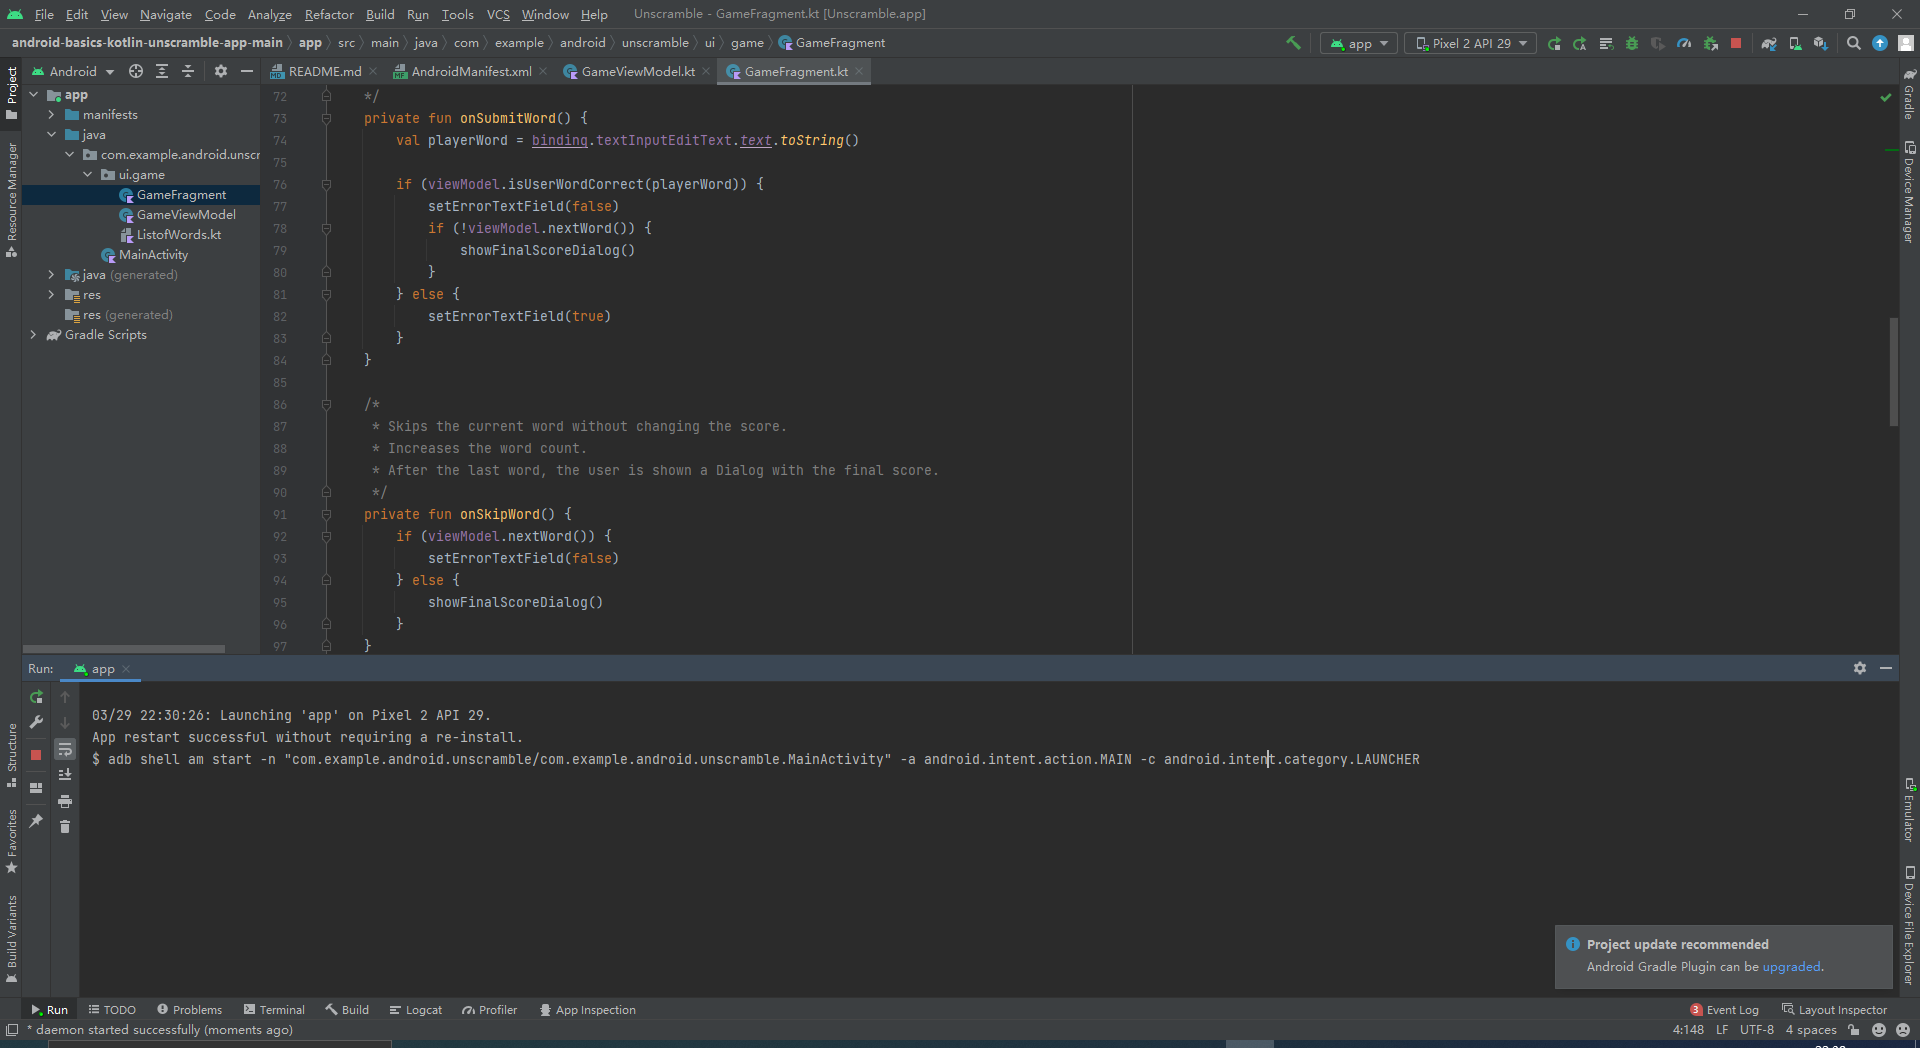 File Edit View Navigate Code Analyze Refactor Build Run Tools VCS Window Help Unscramble - GameFragment.kt [Unscramble.app]
android-basics-kotlin-unscramble-app-main app src main java com example android unscramble ui game GameFragment app Pixel 2 API 29
Project
Resource Manager
Structure
Favorites
Build Variants
Android
README.md AndroidManifest.xml GameViewModel.kt GameFragment.kt
app
manifests
java
com.example.android.unscr
ui.game
GameFragment
GameViewModel
ListofWords.kt
MainActivity
java (generated)
res
res (generated)
Gradle Scripts
72 */
73 private fun onSubmitWord() {
74 val playerWord = binding.textInputEditText.text.toString()
75
76 if (viewModel.isUserWordCorrect(playerWord)) {
77 setErrorTextField(false)
78 if (!viewModel.nextWord()) {
79 showFinalScoreDialog()
80 }
81 } else {
82 setErrorTextField(true)
83 }
84 }
85
86 /*
87 * Skips the current word without changing the score.
88 * Increases the word count.
89 * After the last word, the user is shown a Dialog with the final score.
90 */
91 private fun onSkipWord() {
92 if (viewModel.nextWord()) {
93 setErrorTextField(false)
94 } else {
95 showFinalScoreDialog()
96 }
97 }
Gradle
Device Manager
Emulator
Device File Explorer
Run: app
03/29 22:30:26: Launching 'app' on Pixel 2 API 29.
App restart successful without requiring a re-install.
$ adb shell am start -n "com.example.android.unscramble/com.example.android.unscramble.MainActivity" -a android.intent.action.MAIN -c android.intent.category.LAUNCHER
Project update recommended
Android Gradle Plugin can be upgraded.
Run TODO Problems Terminal Build Logcat Profiler App Inspection 3 Event Log Layout Inspector
* daemon started successfully (moments ago) 4:148 LF UTF-8 4 spaces